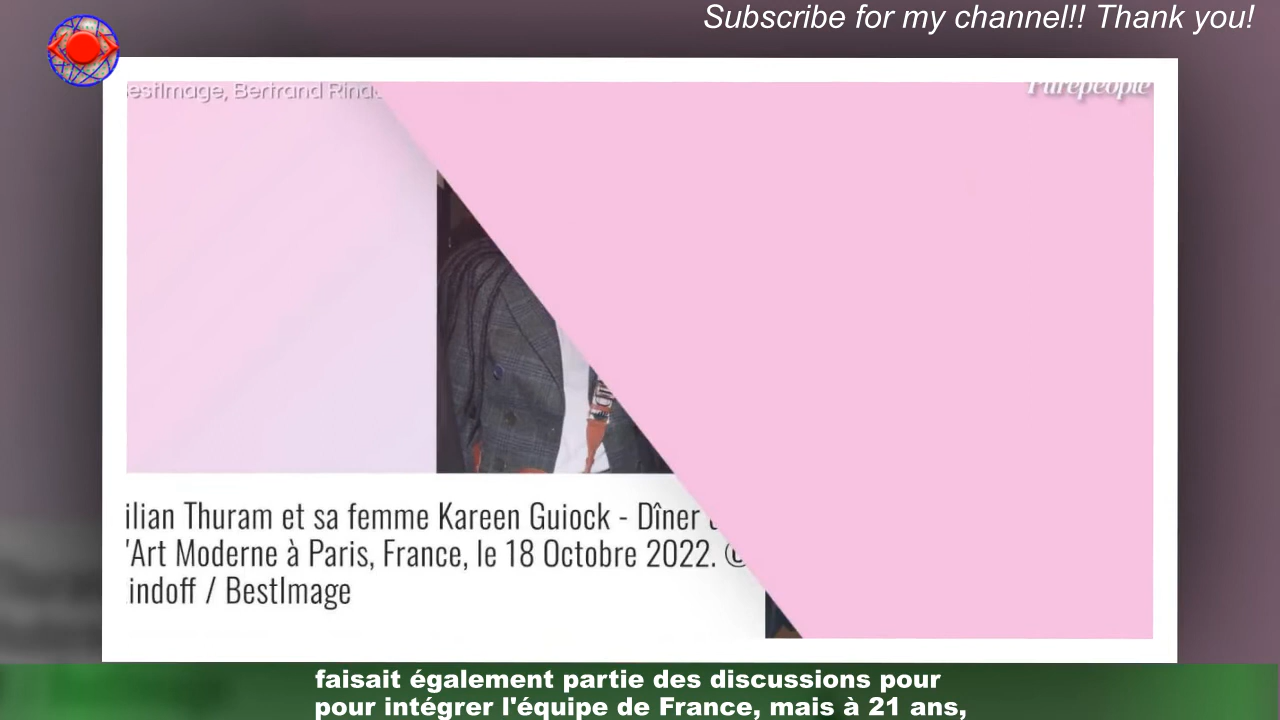 Subscribe for my channel!! Thank you!
BestImage, Bertrand
Purepeople
ilian Thuram et sa femme Kareen Guiock - Dîner
'Art Moderne à Paris, France, le 18 Octobre 2022. ©
indoff / BestImage
faisait également partie des discussions pour
pour intégrer l'équipe de France, mais à 21 ans,